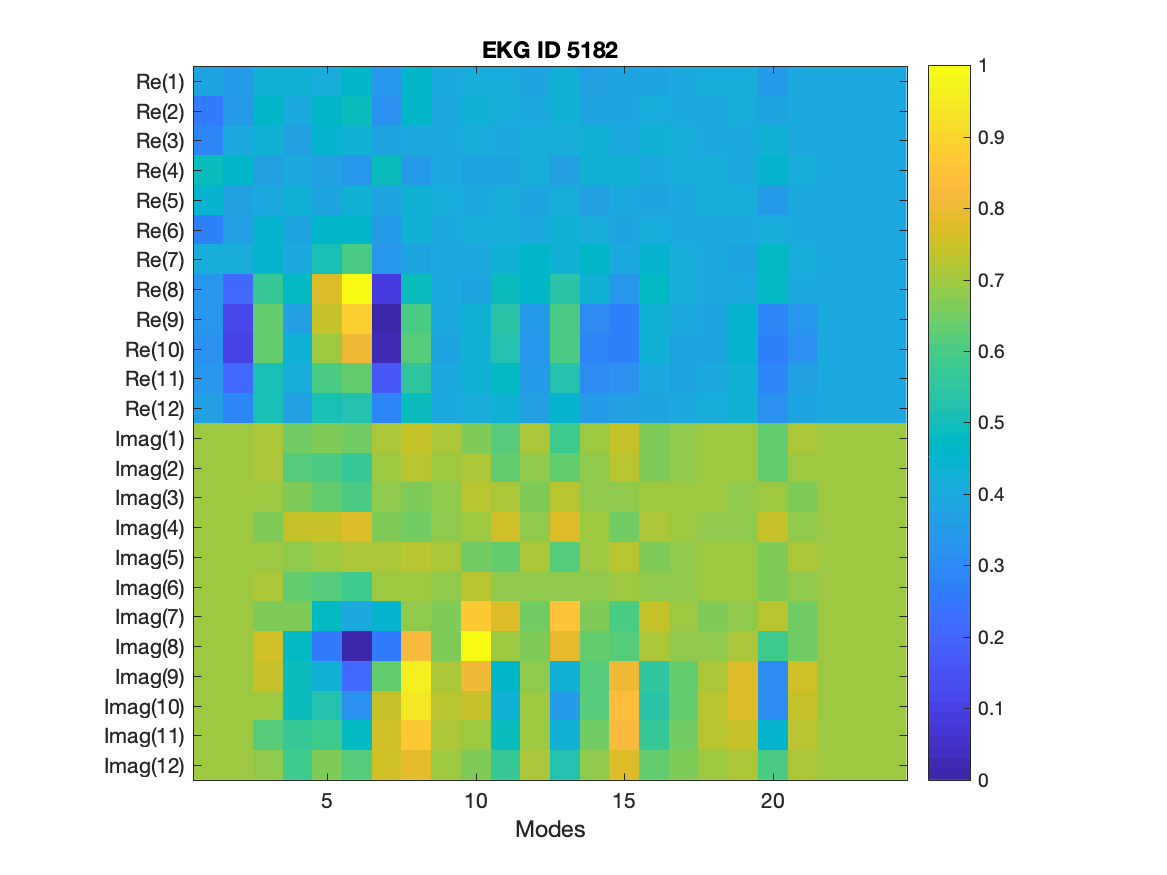 EKG ID 5182
Re(1)
Re(2)
Re(3)
Re(4)
Re(5)
Re(6)
Re(7)
Re(8)
Re(9)
Re(10)
Re(11)
Re(12)
Imag(1)
Imag(2)
Imag(3)
Imag(4)
Imag(5)
Imag(6)
Imag(7)
Imag(8)
Imag(9)
Imag(10)
Imag(11)
Imag(12)
5 10 15 20
Modes
1
0.9
0.8
0.7
0.6
0.5
0.4
0.3
0.2
0.1
0